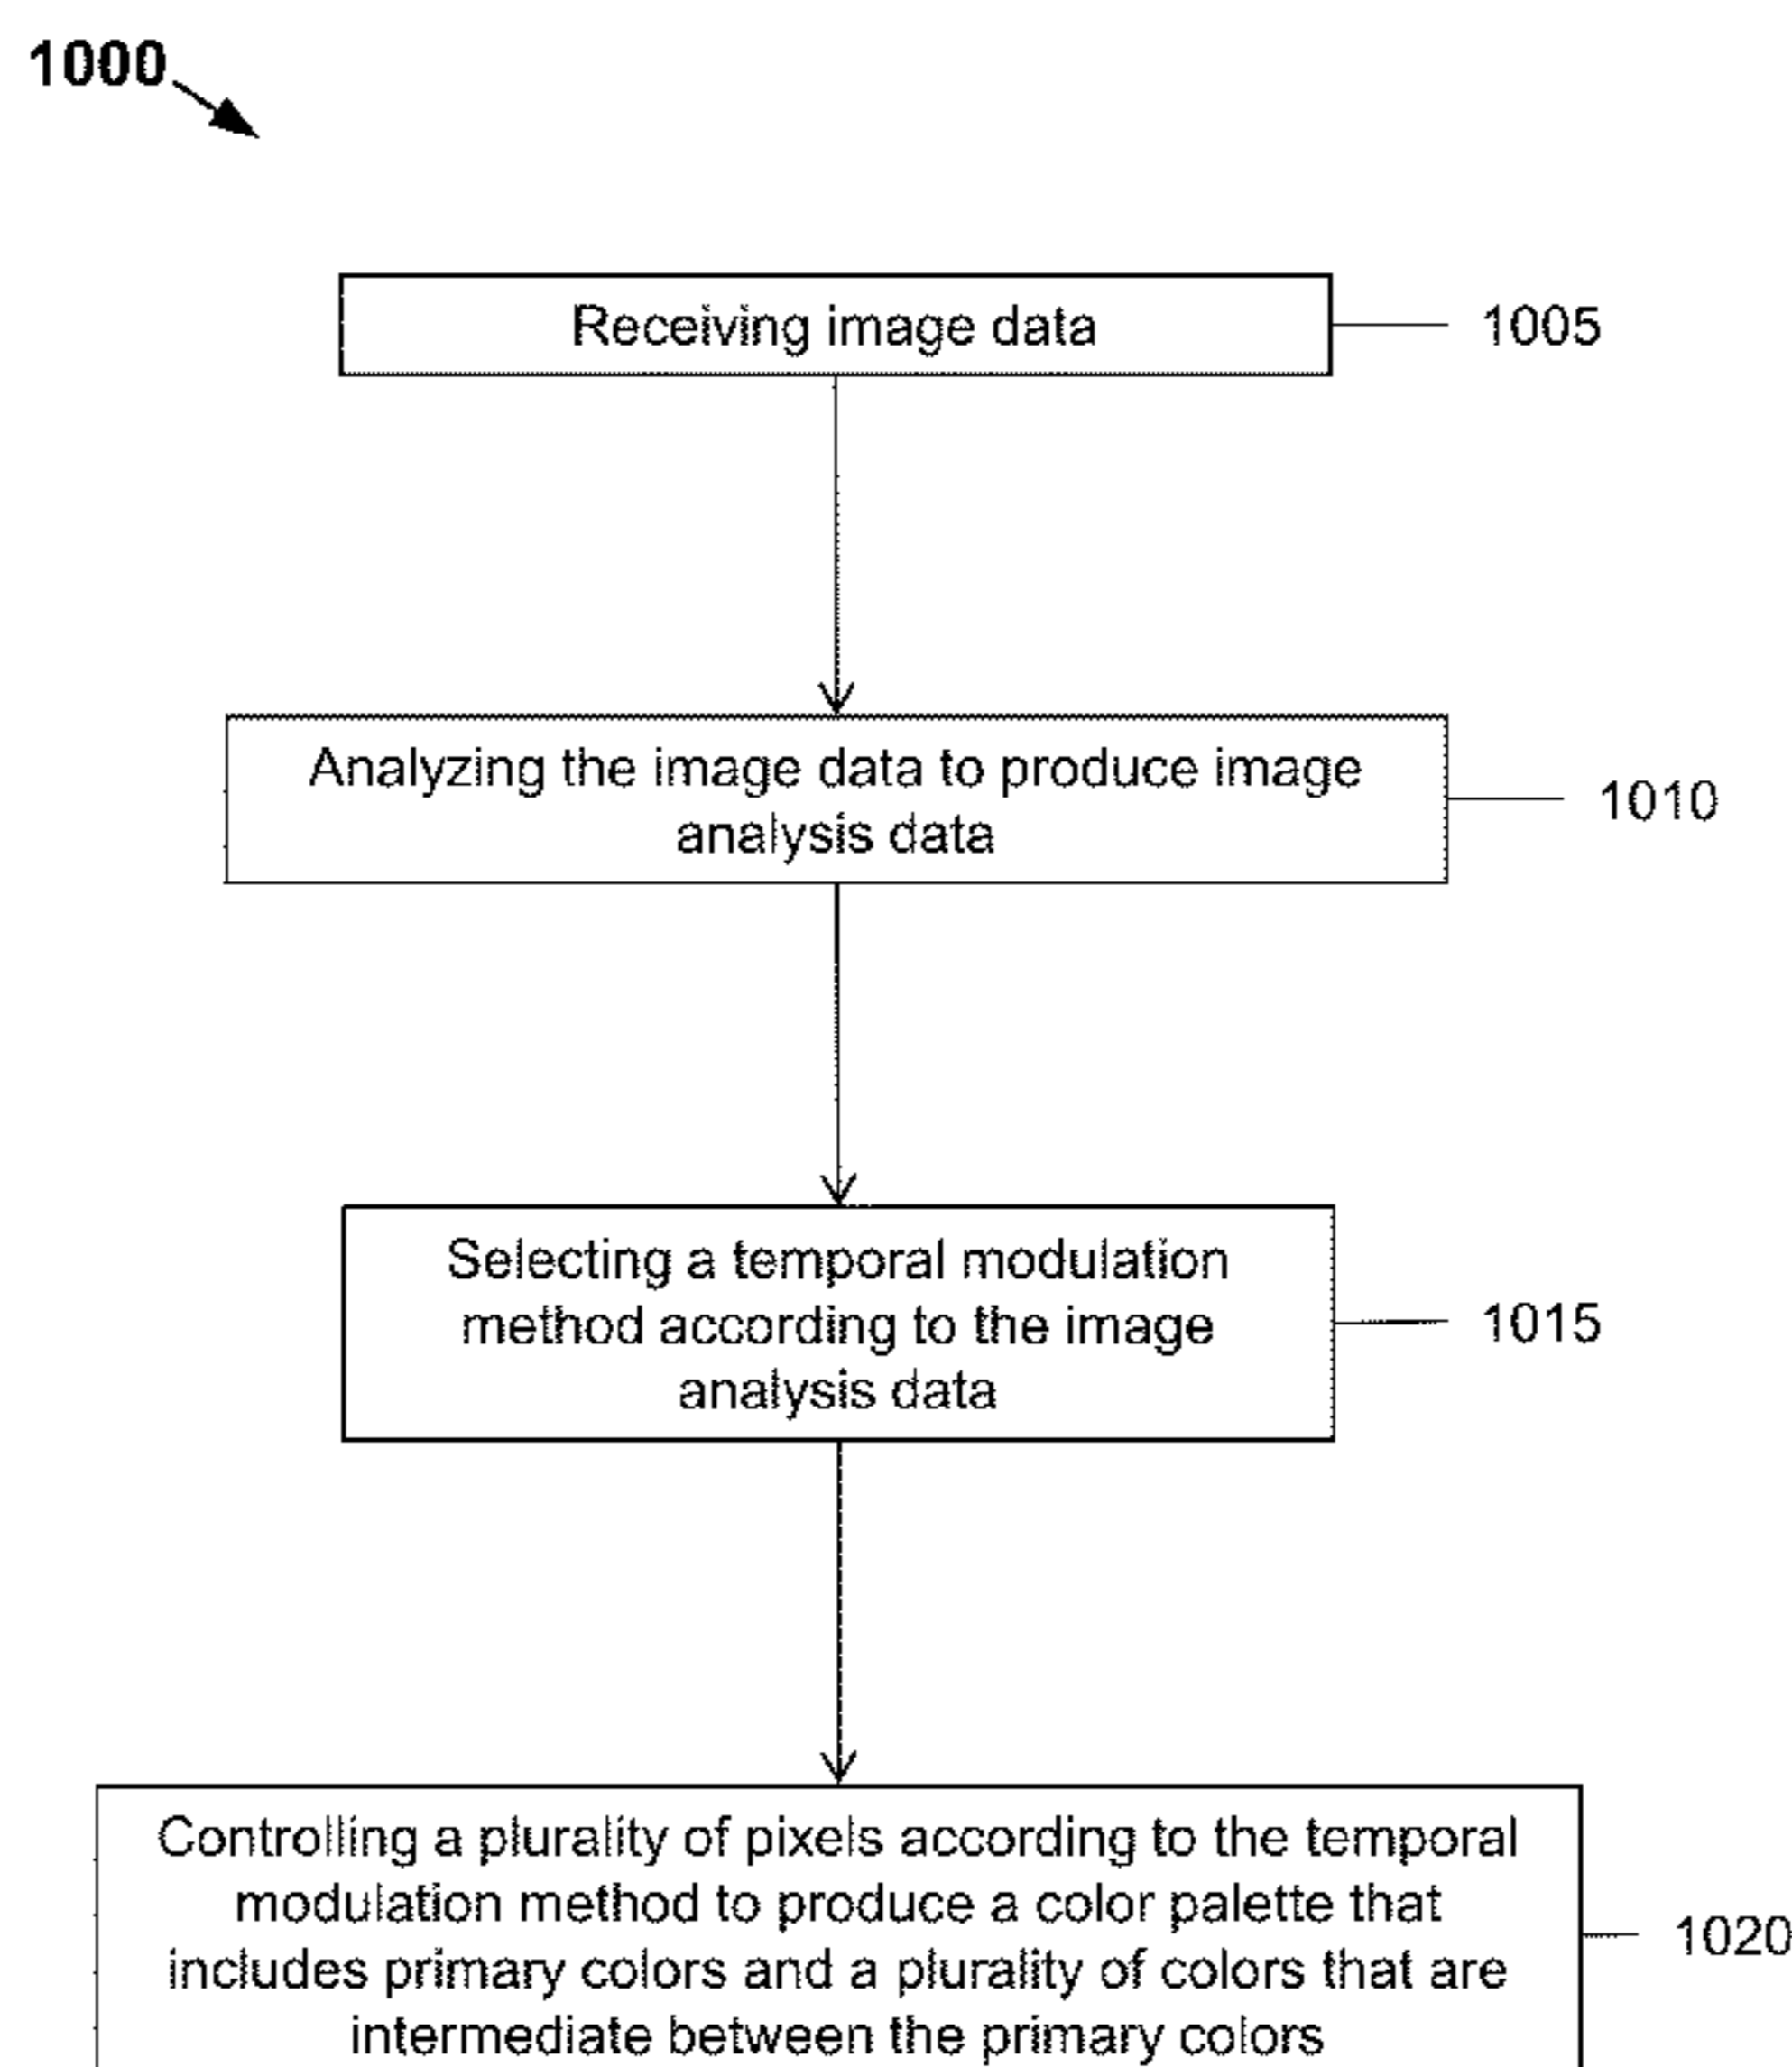 1000
Receiving image data
1005
Analyzing the image data to produce image
analysis data
1010
Selecting a temporal modulation
method according to the image
analysis data
1015
Controlling a plurality of pixels according to the temporal
modulation method to produce a color palette that
includes primary colors and a plurality of colors that are
intermediate between the primary colors
1020